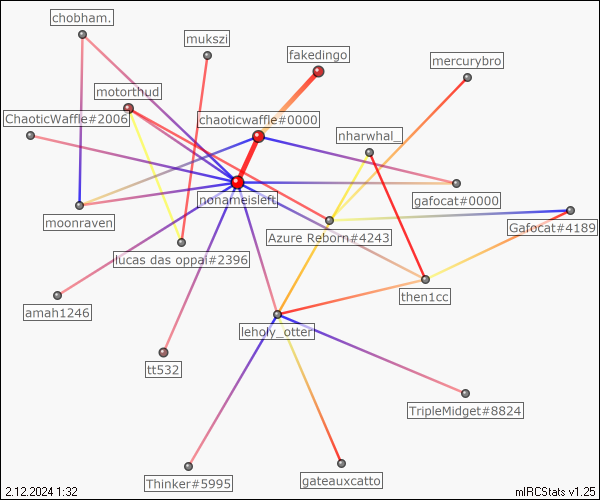 chobham.
mukszi
fakedingo
mercurybro
motorthud
ChaoticWaffle#2006
chaoticwaffle#0000
nharwhal_
moonraven
nonameisleft
gafocat#0000
Gafocat#4189
Azure Reborn#4243
lucas das oppai#2396
amah1246
then1cc
leholy_otter
tt532
TripleMidget#8824
Thinker#5995
gateauxcatto
2.12.2024 1:32
mIRCStats v1.25